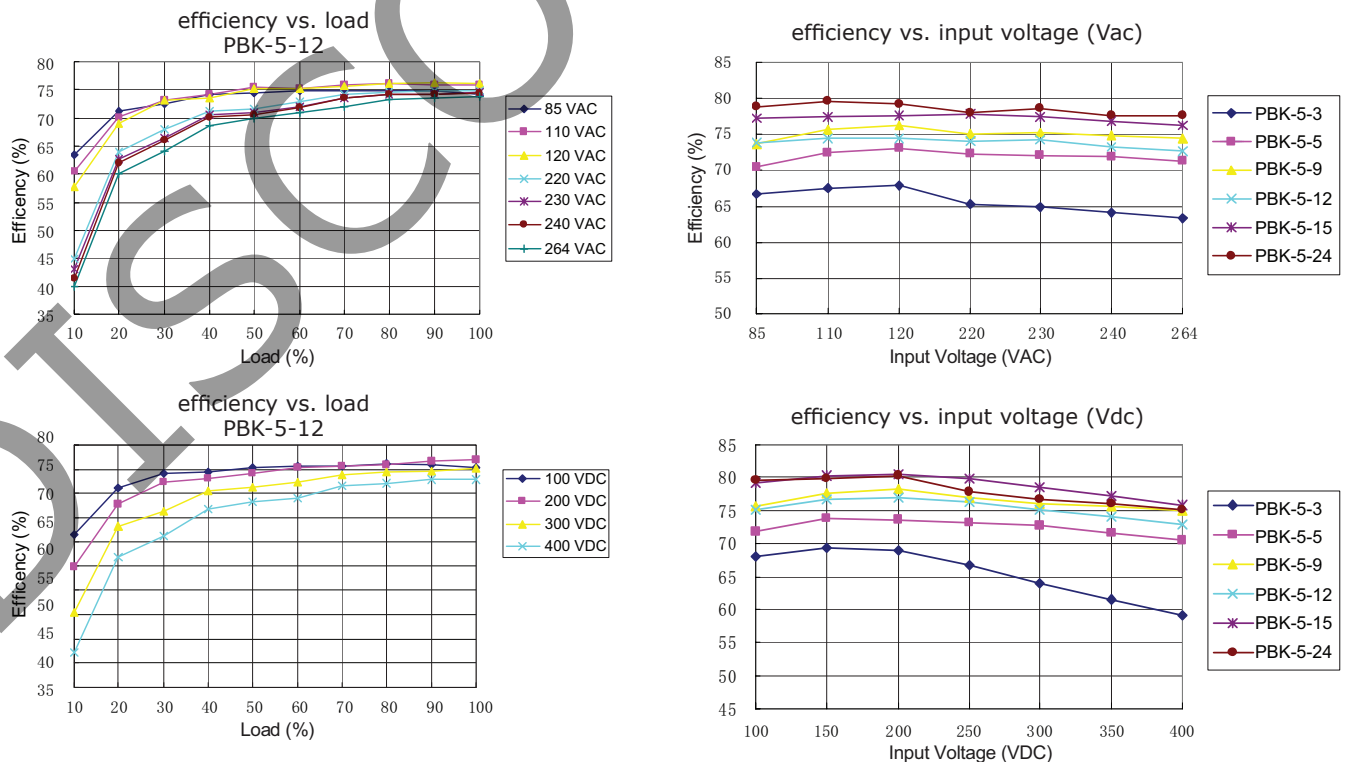 efficiency vs. load
PBK-5-12
80
75
70
65
60
55
50
45
40
35
Efficency (%)
10 20 30 40 50 60 70 80 90 100
Load (%)
85 VAC
110 VAC
120 VAC
220 VAC
230 VAC
240 VAC
264 VAC
efficiency vs. input voltage (Vac)
85
80
75
70
65
60
55
50
Efficiency (%)
85 110 120 220 230 240 264
Input Voltage (VAC)
PBK-5-3
PBK-5-5
PBK-5-9
PBK-5-12
PBK-5-15
PBK-5-24
efficiency vs. load
PBK-5-12
80
75
70
65
60
55
50
45
40
35
Efficency (%)
10 20 30 40 50 60 70 80 90 100
Load (%)
100 VDC
200 VDC
300 VDC
400 VDC
efficiency vs. input voltage (Vdc)
85
80
75
70
65
60
55
50
45
Efficiency (%)
100 150 200 250 300 350 400
Input Voltage (VDC)
PBK-5-3
PBK-5-5
PBK-5-9
PBK-5-12
PBK-5-15
PBK-5-24
DISCO